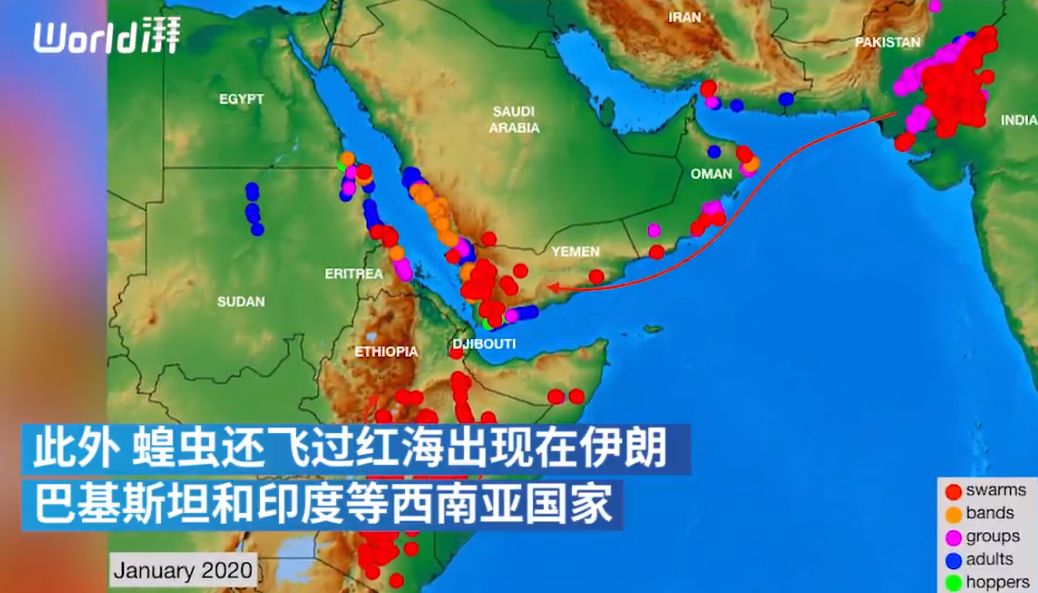 World湃
IRAN
PAKISTAN
EGYPT
SAUDI
ARABIA
INDIA
OMAN
YEMEN
ERITREA
SUDAN
DJIBOUTI
ETHIOPIA
此外 蝗虫还飞过红海出现在伊朗
巴基斯坦和印度等西南亚国家
swarms
bands
groups
adults
hoppers
January 2020